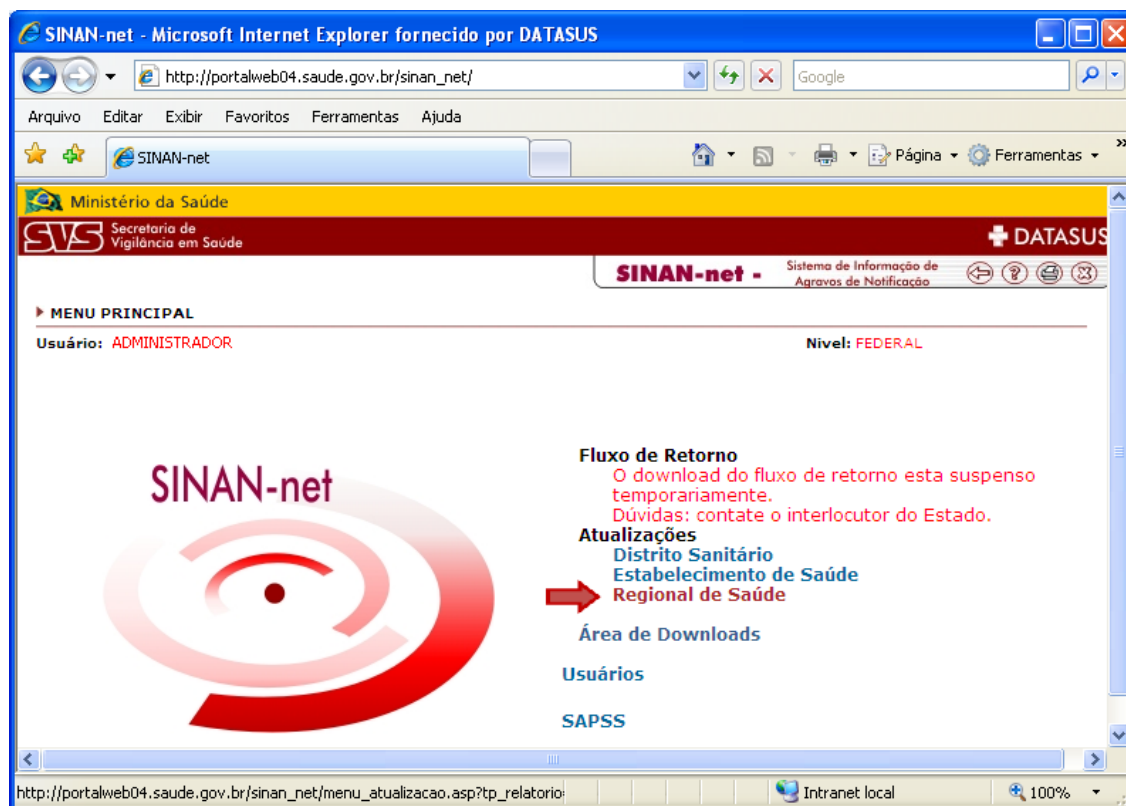 SINAN-net - Microsoft Internet Explorer fornecido por DATASUS
http://portalweb04.saude.gov.br/sinan_net/
Google
Arquivo Editar Exibir Favoritos Ferramentas Ajuda
SINAN-net
Página
Ferramentas
»
Ministério da Saúde
SVS Secretaria de
Vigilância em Saúde
DATASUS
SINAN-net - Sistema de Informação de
Agravos de Notificação
MENU PRINCIPAL
Usuário: ADMINISTRADOR
Nivel: FEDERAL
SINAN-net
Fluxo de Retorno
O download do fluxo de retorno esta suspenso
temporariamente.
Dúvidas: contate o interlocutor do Estado.
Atualizações
Distrito Sanitário
Estabelecimento de Saúde
Regional de Saúde
Área de Downloads
Usuários
SAPSS
http://portalweb04.saude.gov.br/sinan_net/menu_atualizacao.asp?tp_relatorio
Intranet local
100%